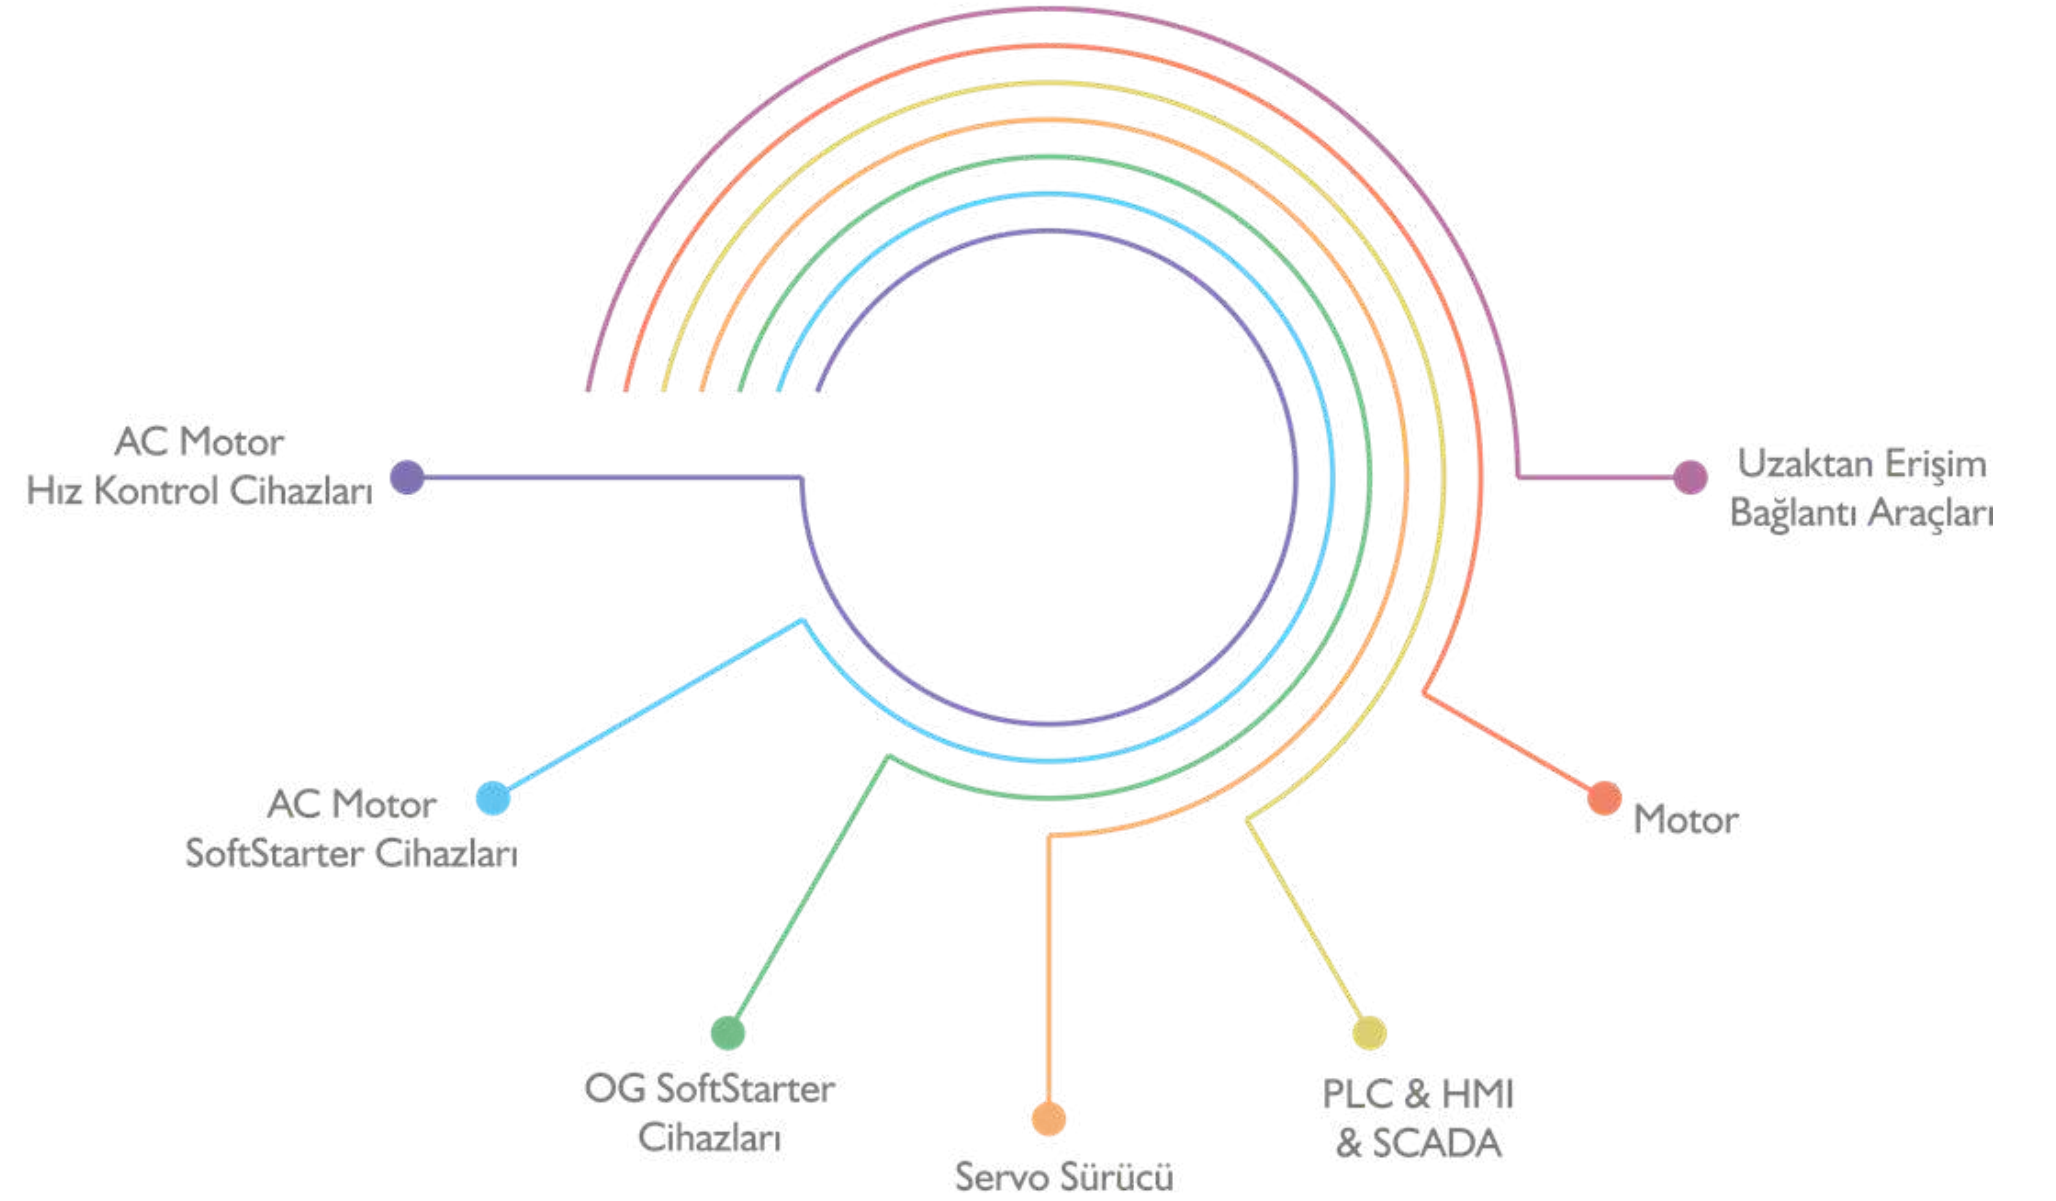 AC Motor
Hız Kontrol Cihazları
Uzaktan Erişim
Bağlantı Araçları
AC Motor
SoftStarter Cihazları
Motor
OG SoftStarter
Cihazları
Servo Sürücü
PLC & HMI
& SCADA